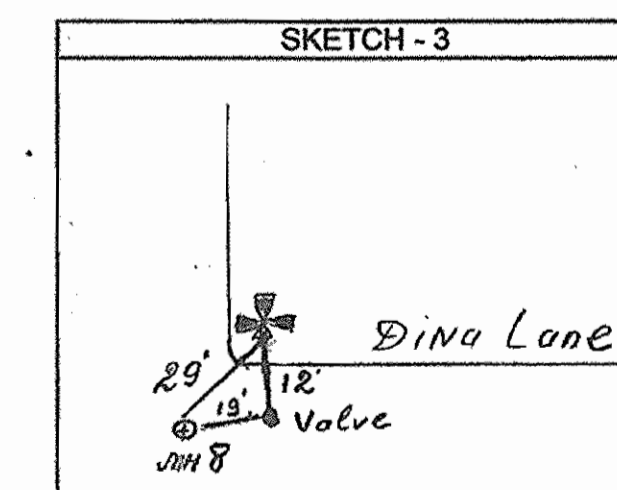 SKETCH - 3
Dina Lane
29'
12'
19'
Valve
MH 8